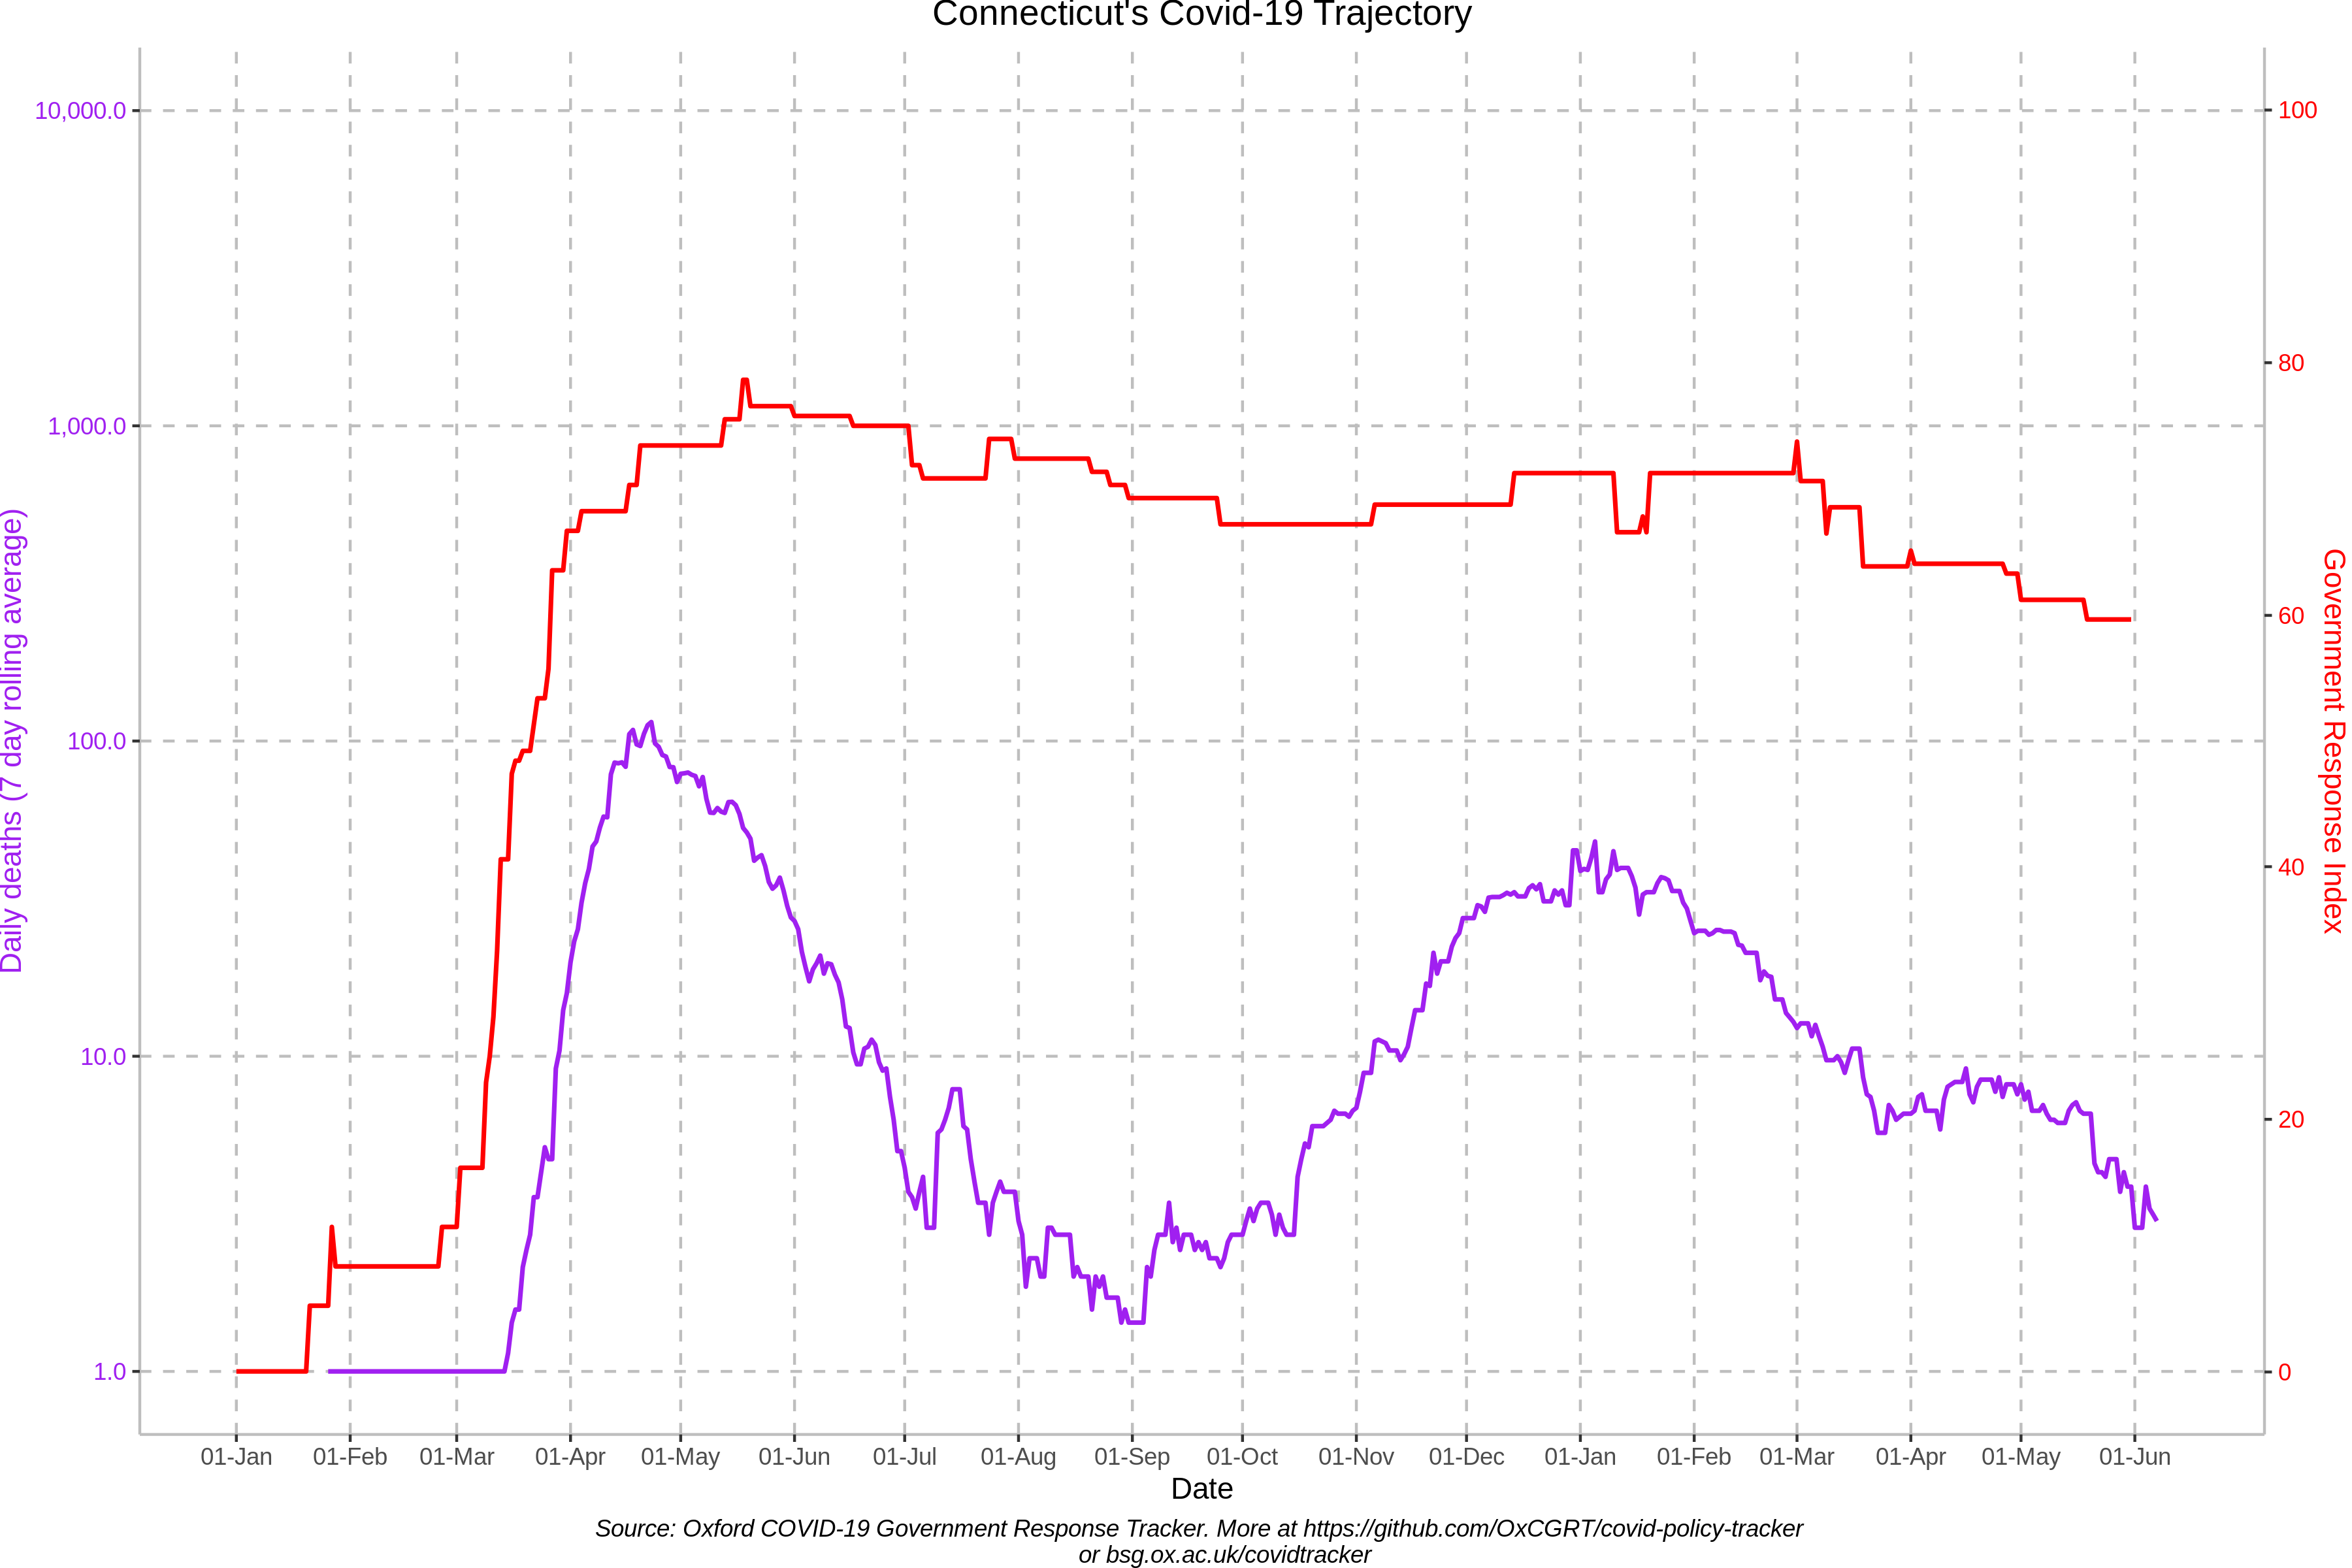 Connecticut's Covid-19 Trajectory
10,000.0
1,000.0
100.0
10.0
1.0
Daily deaths (7 day rolling average)
100
80
60
40
20
0
Government Response Index
01-Jan 01-Feb 01-Mar 01-Apr 01-May 01-Jun 01-Jul 01-Aug 01-Sep 01-Oct 01-Nov 01-Dec 01-Jan 01-Feb 01-Mar 01-Apr 01-May 01-Jun
Date
Source: Oxford COVID-19 Government Response Tracker. More at https://github.com/OxCGRT/covid-policy-tracker
or bsg.ox.ac.uk/covidtracker